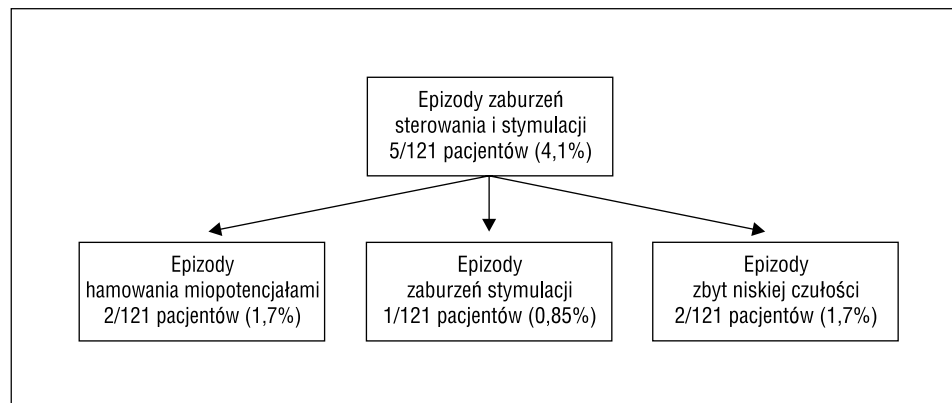 Epizody zaburzeń
sterowania i stymulacji
5/121 pacjentów (4,1%)
Epizody
hamowania miopotencjałami
2/121 pacjentów (1,7%)
Epizody
zaburzeń stymulacji
1/121 pacjentów (0,85%)
Epizody
zbyt niskiej czułości
2/121 pacjentów (1,7%)